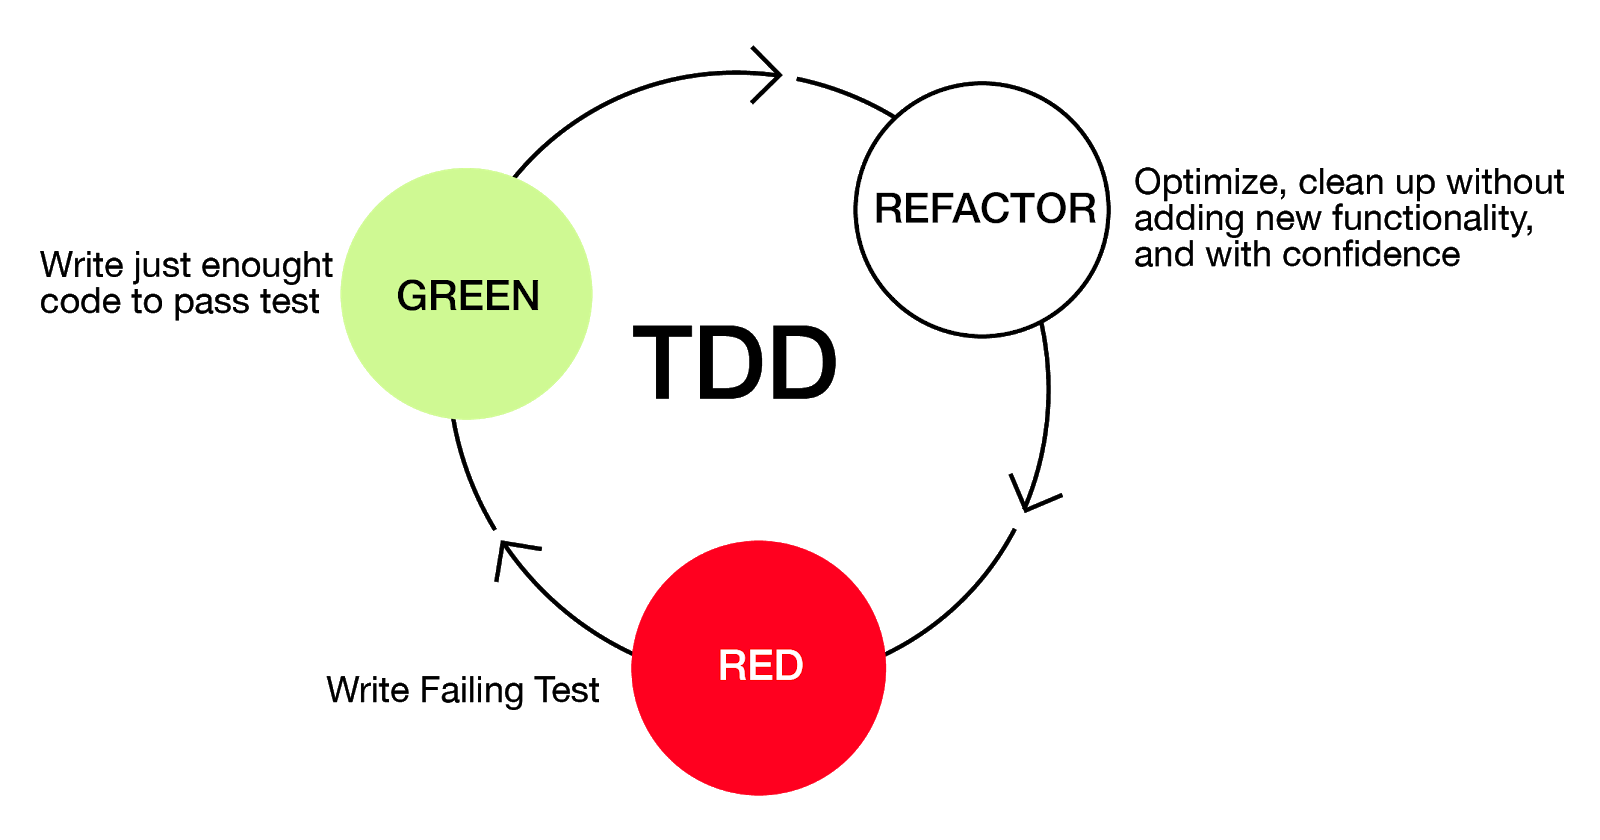 REFACTOR
Optimize, clean up without
adding new functionality,
and with confidence
Write just enought
code to pass test
GREEN
TDD
RED
Write Failing Test